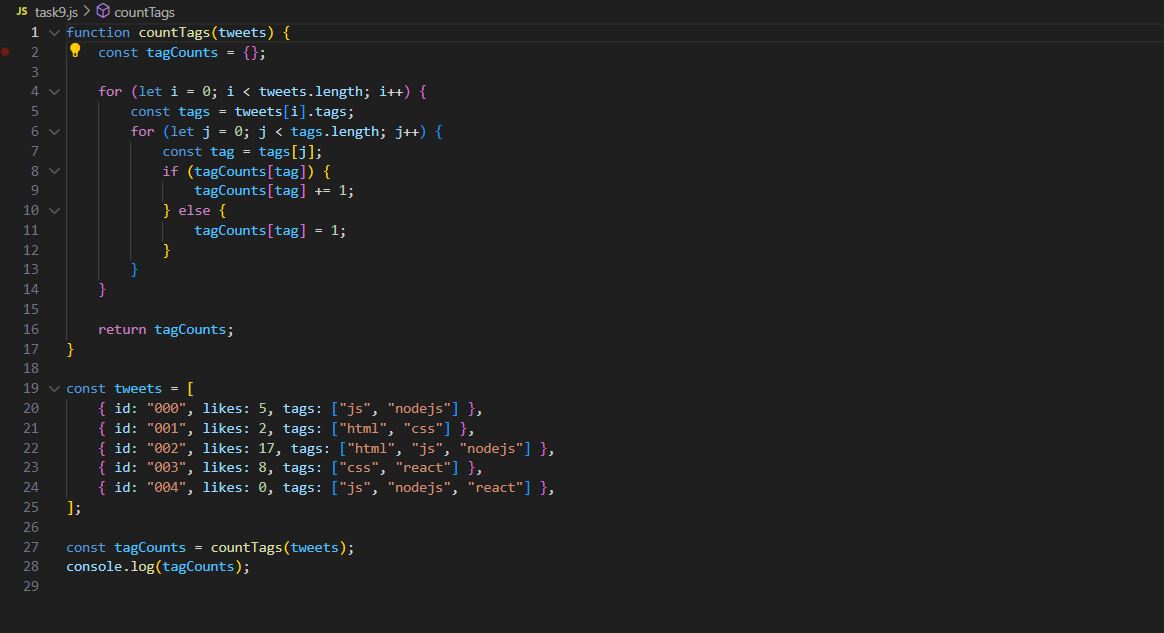 JS task9.js > countTags
1 function countTags(tweets) {
2     const tagCounts = {};
3
4     for (let i = 0; i < tweets.length; i++) {
5         const tags = tweets[i].tags;
6         for (let j = 0; j < tags.length; j++) {
7             const tag = tags[j];
8             if (tagCounts[tag]) {
9                 tagCounts[tag] += 1;
10             } else {
11                 tagCounts[tag] = 1;
12             }
13         }
14     }
15
16     return tagCounts;
17 }
18
19 const tweets = [
20     { id: "000", likes: 5, tags: ["js", "nodejs"] },
21     { id: "001", likes: 2, tags: ["html", "css"] },
22     { id: "002", likes: 17, tags: ["html", "js", "nodejs"] },
23     { id: "003", likes: 8, tags: ["css", "react"] },
24     { id: "004", likes: 0, tags: ["js", "nodejs", "react"] },
25 ];
26
27 const tagCounts = countTags(tweets);
28 console.log(tagCounts);
29